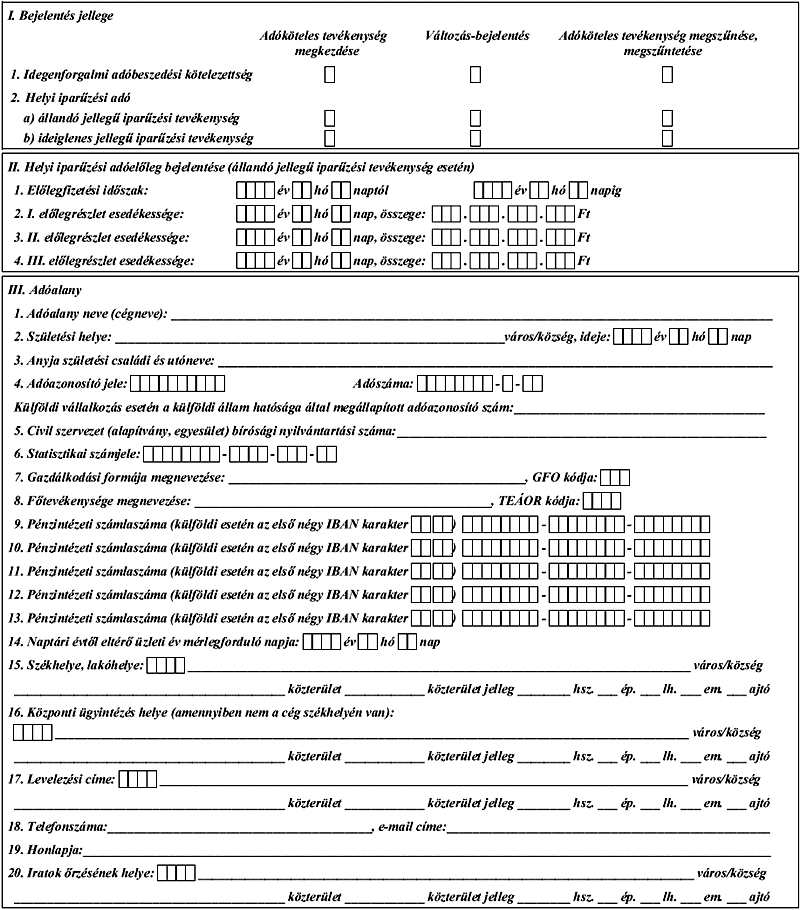 I. Bejelentés jellege
Adóköteles tevékenység megkezdése
Változás-bejelentés
Adóköteles tevékenység megszűnése, megszűntetése
1. Idegenforgalmi adóbeszedési kötelezettség
2. Helyi iparűzési adó
a) állandó jellegű iparűzési tevékenység
b) ideiglenes jellegű iparűzési tevékenység
II. Helyi iparűzési adóelőleg bejelentése (állandó jellegű iparűzési tevékenység esetén)
1. Előlegfizetési időszak: év hó naptól év hó napig
2. I. előlegrészlet esedékessége: év hó nap, összege: . . . Ft
3. II. előlegrészlet esedékessége: év hó nap, összege: . . . Ft
4. III. előlegrészlet esedékessége: év hó nap, összege: . . . Ft
III. Adóalany
1. Adóalany neve (cégneve):
2. Születési helye: város/község, ideje: év hó nap
3. Anyja születési családi és utóneve:
4. Adóazonosító jele: Adószáma: - -
Külföldi vállalkozás esetén a külföldi állam hatósága által megállapított adóazonosító szám:
5. Civil szervezet (alapítvány, egyesület) bírósági nyilvántartási száma:
6. Statisztikai számjele: - - -
7. Gazdálkodási formája megnevezése: , GFO kódja:
8. Főtevékenysége megnevezése: , TEÁOR kódja:
9. Pénzintézeti számlaszáma (külföldi esetén az első négy IBAN karakter ) - -
10. Pénzintézeti számlaszáma (külföldi esetén az első négy IBAN karakter ) - -
11. Pénzintézeti számlaszáma (külföldi esetén az első négy IBAN karakter ) - -
12. Pénzintézeti számlaszáma (külföldi esetén az első négy IBAN karakter ) - -
13. Pénzintézeti számlaszáma (külföldi esetén az első négy IBAN karakter ) - -
14. Naptári évtől eltérő üzleti év mérlegforduló napja: év hó nap
15. Székhelye, lakóhelye: város/község
közterület közterület jelleg hsz. ép. lh. em. ajtó
16. Központi ügyintézés helye (amennyiben nem a cég székhelyén van):
város/község
közterület közterület jelleg hsz. ép. lh. em. ajtó
17. Levelezési címe: város/község
közterület közterület jelleg hsz. ép. lh. em. ajtó
18. Telefonszáma: , e-mail címe:
19. Honlapja:
20. Iratok őrzésének helye: város/község
közterület közterület jelleg hsz. ép. lh. em. ajtó